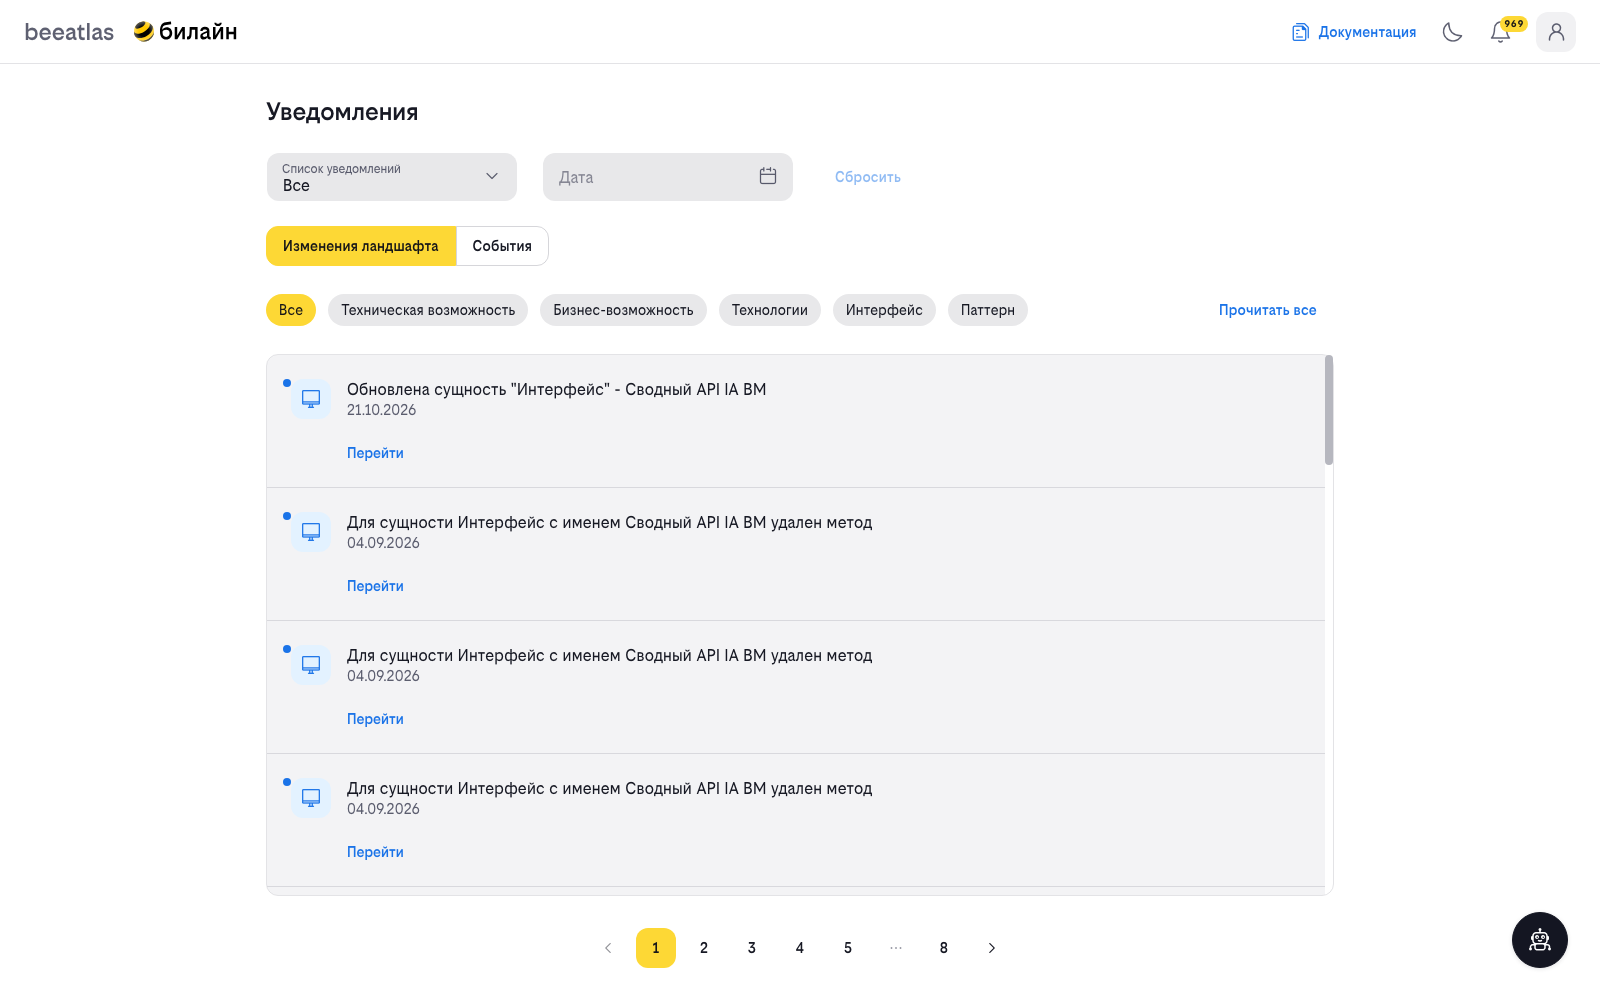 beeatlas билайн Документация 969
Уведомления
Список уведомлений
Все
Дата
Сбросить
Изменения ландшафта События
Все Техническая возможность Бизнес-возможность Технологии Интерфейс Паттерн Прочитать все
Обновлена сущность "Интерфейс" - Сводный API IA BM
21.10.2026
Перейти
Для сущности Интерфейс с именем Сводный API IA BM удален метод
04.09.2026
Перейти
Для сущности Интерфейс с именем Сводный API IA BM удален метод
04.09.2026
Перейти
Для сущности Интерфейс с именем Сводный API IA BM удален метод
04.09.2026
Перейти
1 2 3 4 5 ... 8